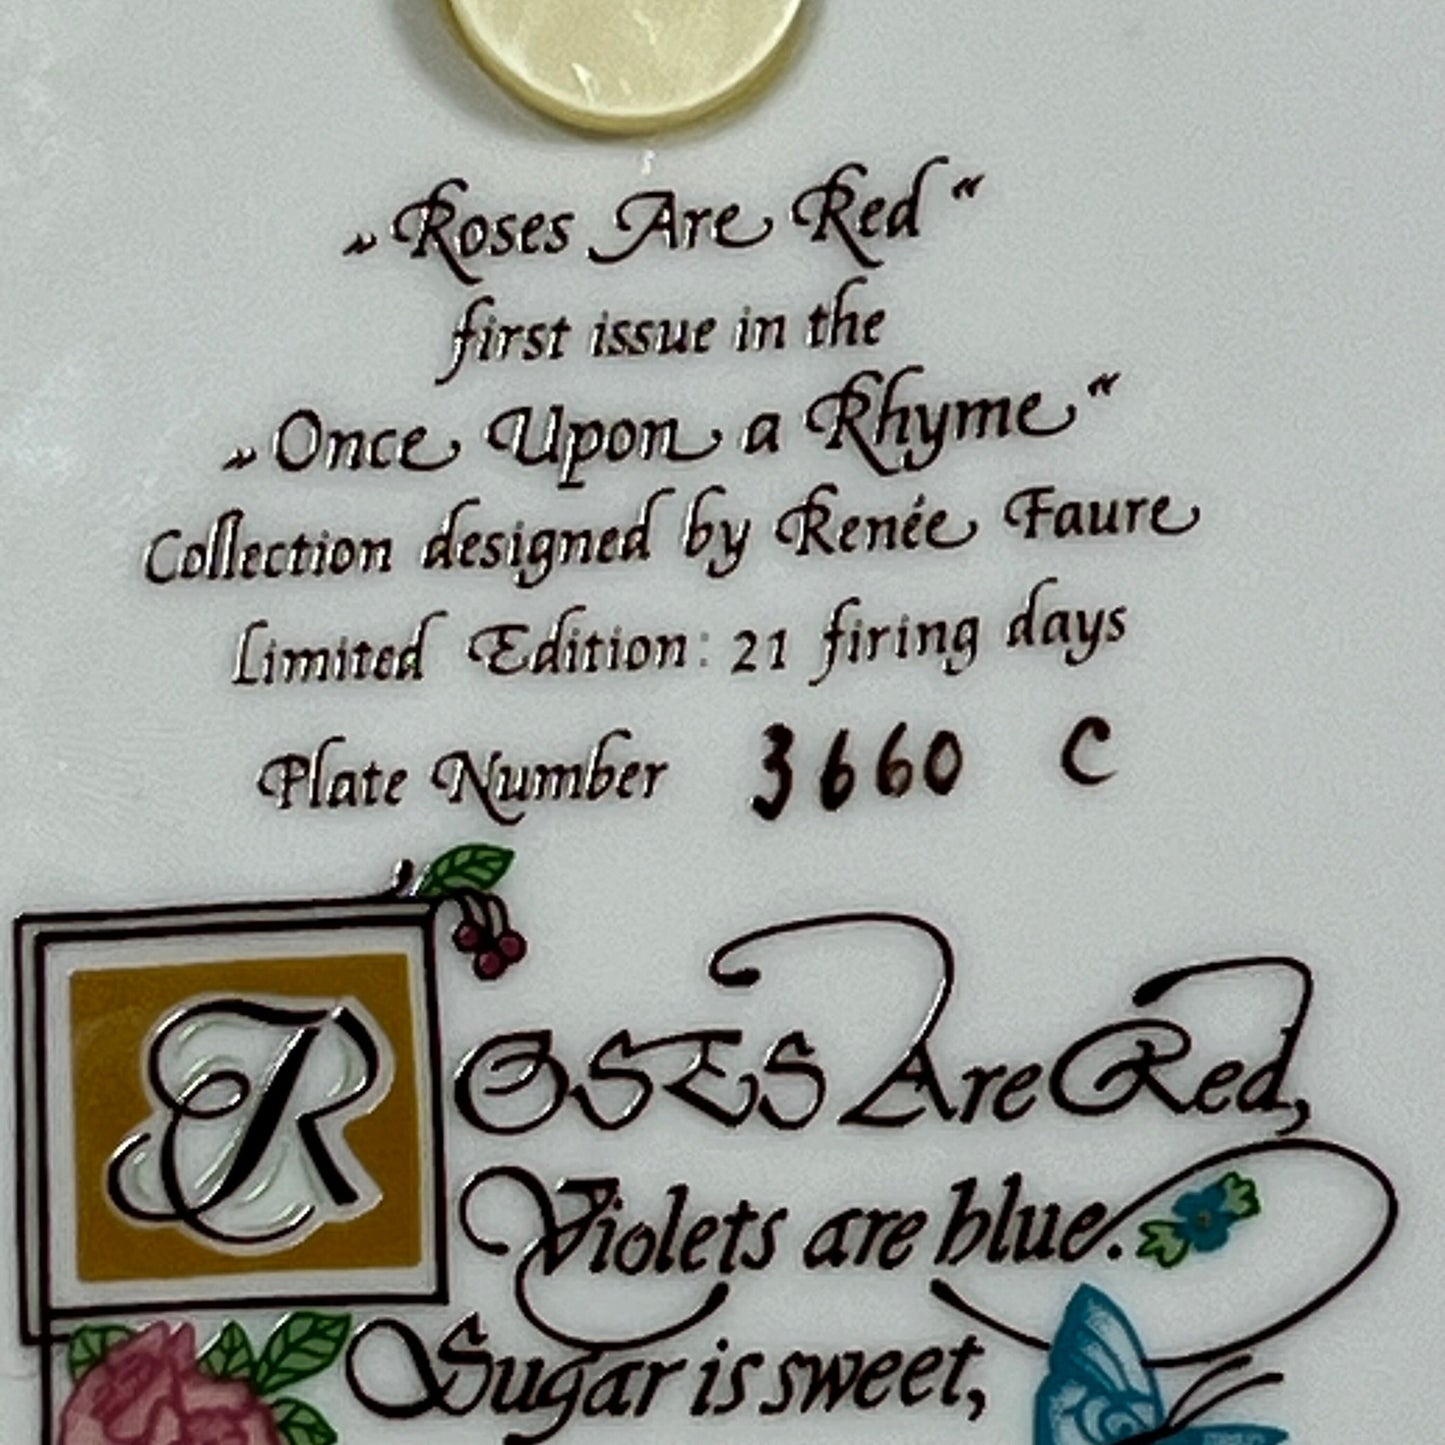 „Roses Are Red“
first issue in the
„Once Upon a Rhyme“
Collection designed by Renée Faure
Limited Edition: 21 firing days
Plate Number 3660 C
ROSES Are Red,
Violets are blue.
Sugar is sweet,